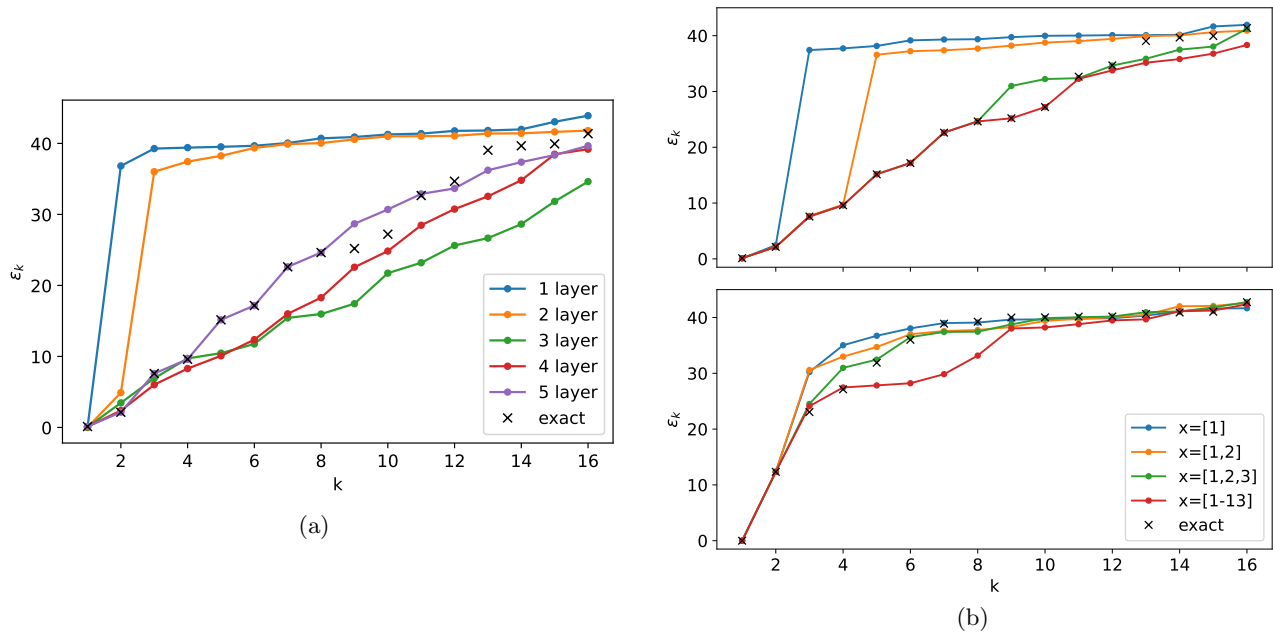 40
30
20
10
0
ε_k
2 4 6 8 10 12 14 16
k
1 layer
2 layer
3 layer
4 layer
5 layer
exact
(a)
40
30
20
10
0
ε_k
40
30
20
10
0
ε_k
x=[1]
x=[1,2]
x=[1,2,3]
x=[1-13]
exact
2 4 6 8 10 12 14 16
k
(b)